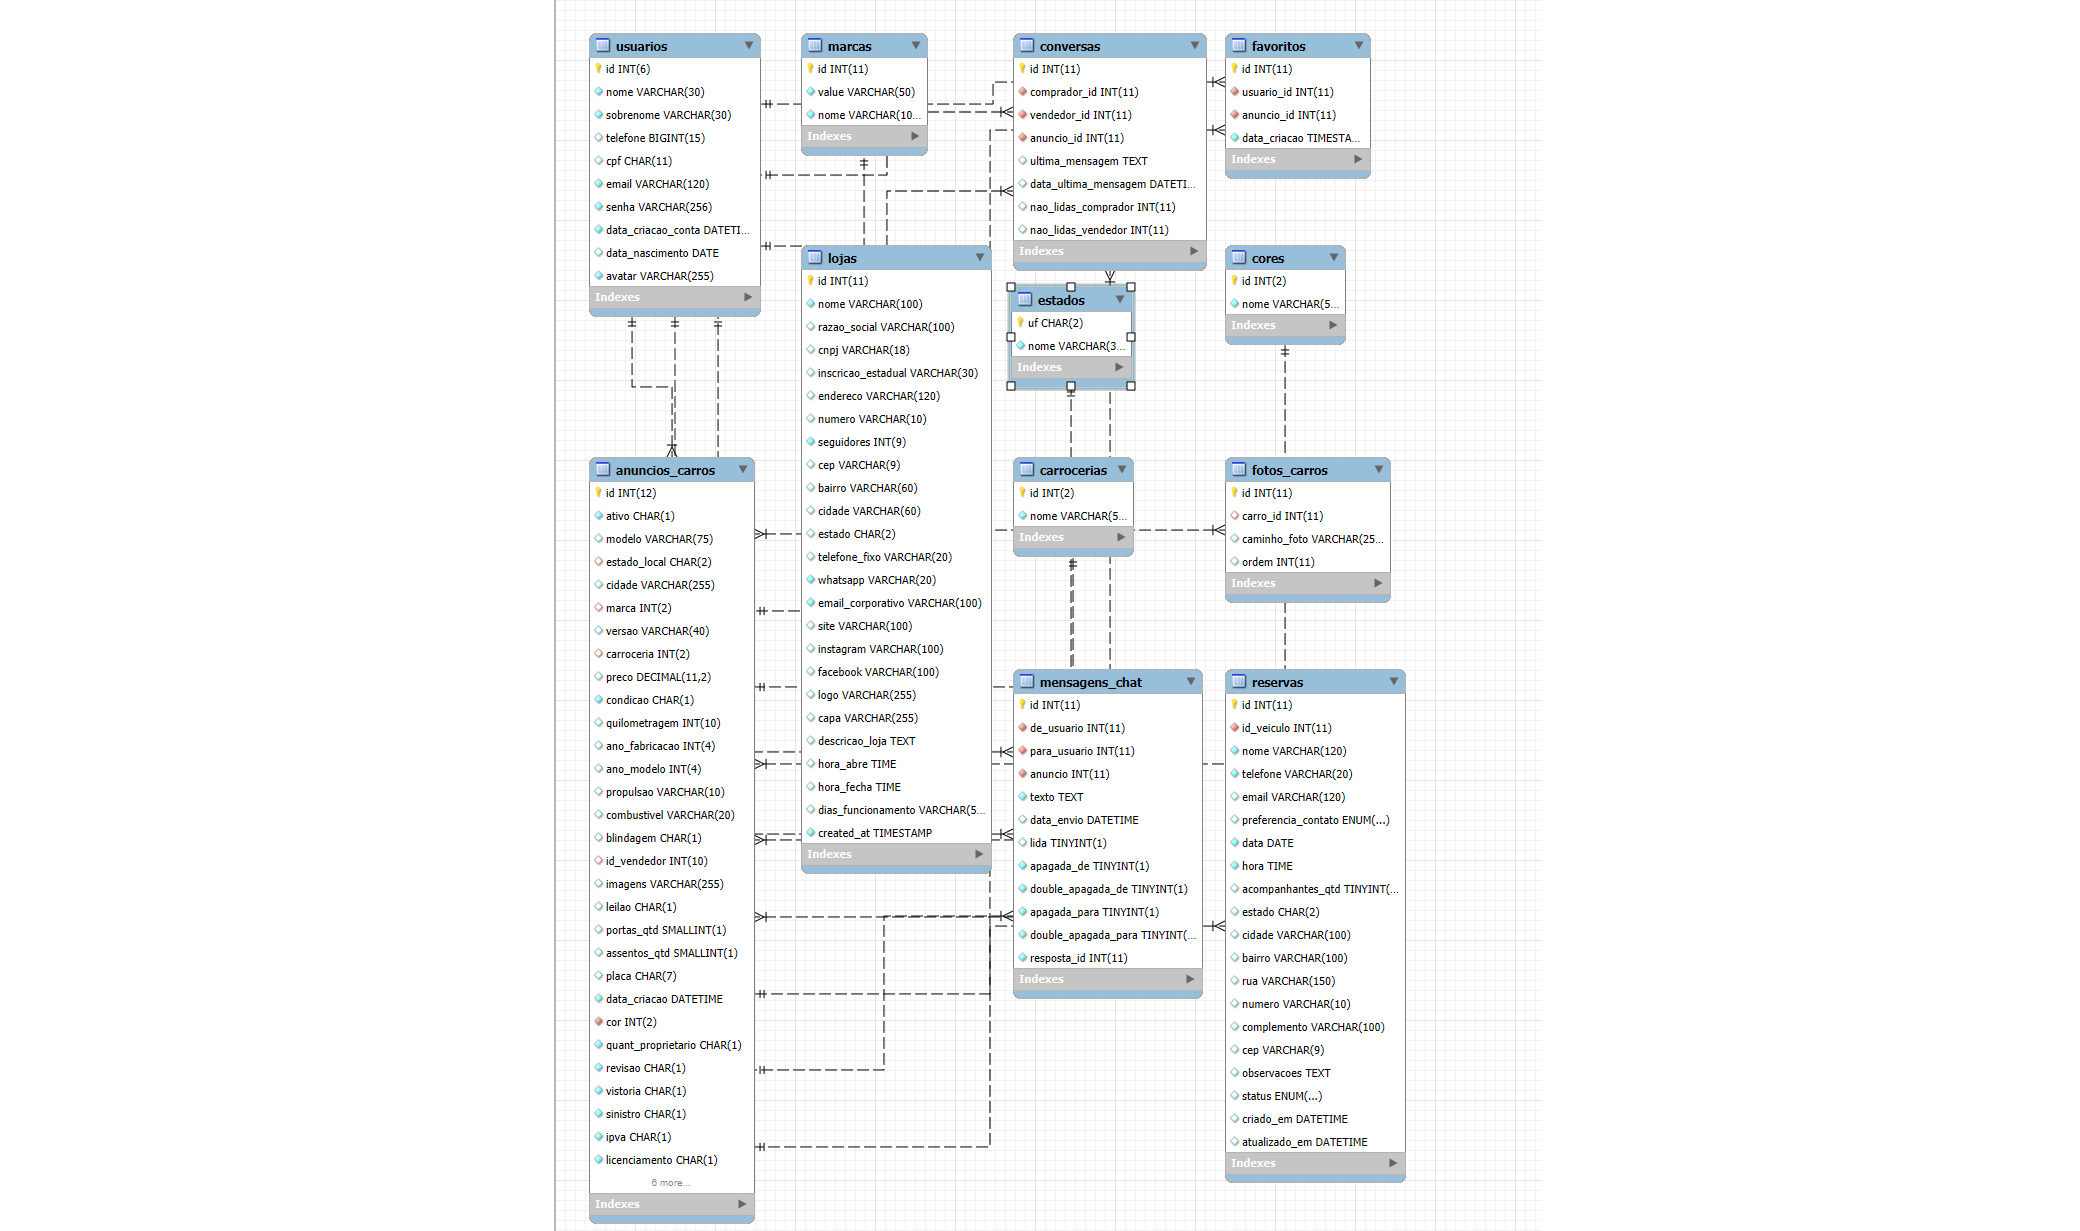 usuarios
id INT(6)
nome VARCHAR(30)
sobrenome VARCHAR(30)
telefone BIGINT(15)
cpf CHAR(11)
email VARCHAR(120)
senha VARCHAR(256)
data_criacao_conta DATETI...
data_nascimento DATE
avatar VARCHAR(255)
Indexes
marcas
id INT(11)
value VARCHAR(50)
nome VARCHAR(10...
Indexes
conversas
id INT(11)
comprador_id INT(11)
vendedor_id INT(11)
anuncio_id INT(11)
ultima_mensagem TEXT
data_ultima_mensagem DATETI...
nao_lidas_comprador INT(11)
nao_lidas_vendedor INT(11)
Indexes
favoritos
id INT(11)
usuario_id INT(11)
anuncio_id INT(11)
data_criacao TIMESTA...
Indexes
lojas
id INT(11)
nome VARCHAR(100)
razao_social VARCHAR(100)
cnpj VARCHAR(18)
inscricao_estadual VARCHAR(30)
endereco VARCHAR(120)
numero VARCHAR(10)
seguidores INT(9)
cep VARCHAR(9)
bairro VARCHAR(60)
cidade VARCHAR(60)
estado CHAR(2)
telefone_fixo VARCHAR(20)
whatsapp VARCHAR(20)
email_corporativo VARCHAR(100)
site VARCHAR(100)
instagram VARCHAR(100)
facebook VARCHAR(100)
logo VARCHAR(255)
capa VARCHAR(255)
descricao_loja TEXT
hora_abre TIME
hora_fecha TIME
dias_funcionamento VARCHAR(5...
created_at TIMESTAMP
Indexes
estados
uf CHAR(2)
nome VARCHAR(3...
Indexes
cores
id INT(2)
nome VARCHAR(5...
Indexes
anuncios_carros
id INT(12)
ativo CHAR(1)
modelo VARCHAR(75)
estado_local CHAR(2)
cidade VARCHAR(255)
marca INT(2)
versao VARCHAR(40)
carroceria INT(2)
preco DECIMAL(11,2)
condicao CHAR(1)
quilometragem INT(10)
ano_fabricacao INT(4)
ano_modelo INT(4)
propulsao VARCHAR(10)
combustivel VARCHAR(20)
blindagem CHAR(1)
id_vendedor INT(10)
imagens VARCHAR(255)
leilao CHAR(1)
portas_qtd SMALLINT(1)
assentos_qtd SMALLINT(1)
placa CHAR(7)
data_criacao DATETIME
cor INT(2)
quant_proprietario CHAR(1)
revisao CHAR(1)
vistoria CHAR(1)
sinistro CHAR(1)
ipva CHAR(1)
licenciamento CHAR(1)
6 more...
Indexes
carrocerias
id INT(2)
nome VARCHAR(5...
Indexes
fotos_carros
id INT(11)
carro_id INT(11)
caminho_foto VARCHAR(25...
ordem INT(11)
Indexes
mensagens_chat
id INT(11)
de_usuario INT(11)
para_usuario INT(11)
anuncio INT(11)
texto TEXT
data_envio DATETIME
lida TINYINT(1)
apagada_de TINYINT(1)
double_apagada_de TINYINT(1)
apagada_para TINYINT(1)
double_apagada_para TINYINT(...
resposta_id INT(11)
Indexes
reservas
id INT(11)
id_veiculo INT(11)
nome VARCHAR(120)
telefone VARCHAR(20)
email VARCHAR(120)
preferencia_contato ENUM(...)
data DATE
hora TIME
acompanhantes_qtd TINYINT(...
estado CHAR(2)
cidade VARCHAR(100)
bairro VARCHAR(100)
rua VARCHAR(150)
numero VARCHAR(10)
complemento VARCHAR(100)
cep VARCHAR(9)
observacoes TEXT
status ENUM(...)
criado_em DATETIME
atualizado_em DATETIME
Indexes